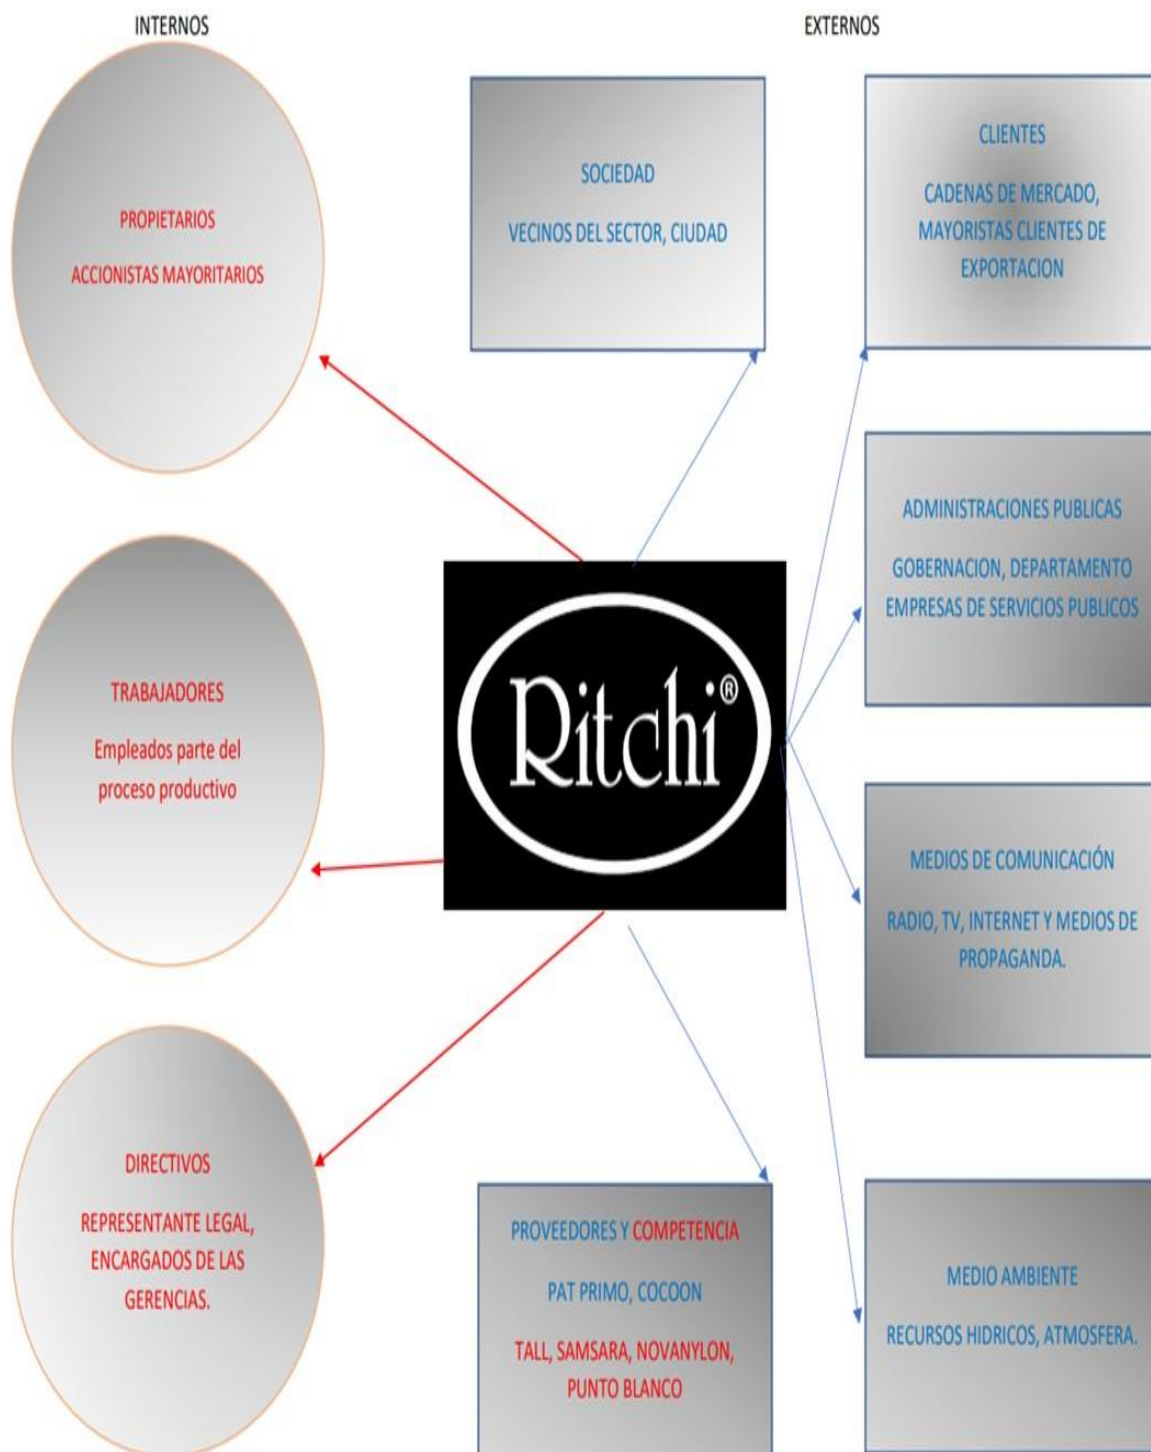 INTERNOS
EXTERNOS
PROPIETARIOS
ACCIONISTAS MAYORITARIOS
SOCIEDAD
VECINOS DEL SECTOR, CIUDAD
CLIENTES
CADENAS DE MERCADO,
MAYORISTAS CLIENTES DE
EXPORTACION
ADMINISTRACIONES PUBLICAS
GOBERNACION, DEPARTAMENTO
EMPRESAS DE SERVICIOS PUBLICOS
TRABAJADORES
Empleados parte del
proceso productivo
Ritchi®
MEDIOS DE COMUNICACIÓN
RADIO, TV, INTERNET Y MEDIOS DE
PROPAGANDA.
DIRECTIVOS
REPRESENTANTE LEGAL,
ENCARGADOS DE LAS
GERENCIAS.
PROVEEDORES Y COMPETENCIA
PAT PRIMO, COCOON
TALL, SAMSARA, NOVANYLON,
PUNTO BLANCO
MEDIO AMBIENTE
RECURSOS HIDRICOS, ATMOSFERA.